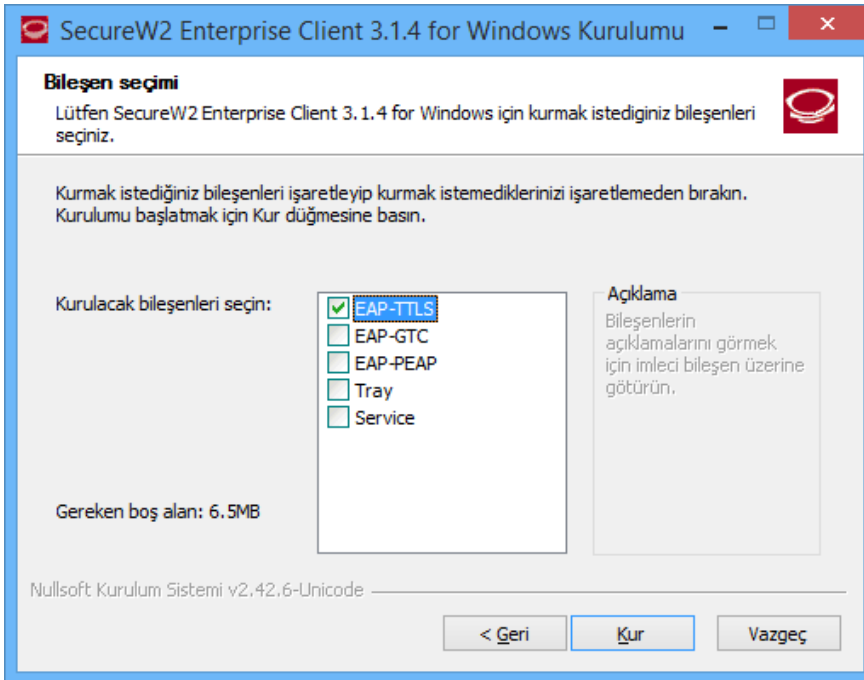 SecureW2 Enterprise Client 3.1.4 for Windows Kurulumu
Bileşen seçimi
Lütfen SecureW2 Enterprise Client 3.1.4 for Windows için kurmak istediginiz bileşenleri
seçiniz.
Kurmak istediğiniz bileşenleri işaretleyip kurmak istemediklerinizi işaretlemeden bırakın.
Kurulumu başlatmak için Kur düğmesine basın.
Kurulacak bileşenleri seçin:
EAP-TTLS
EAP-GTC
EAP-PEAP
Tray
Service
Açıklama
Bileşenlerin
açıklamalarını görmek
için imleci bileşen üzerine
götürün.
Gereken boş alan: 6.5MB
Nullsoft Kurulum Sistemi v2.42.6-Unicode
< Geri
Kur
Vazgeç